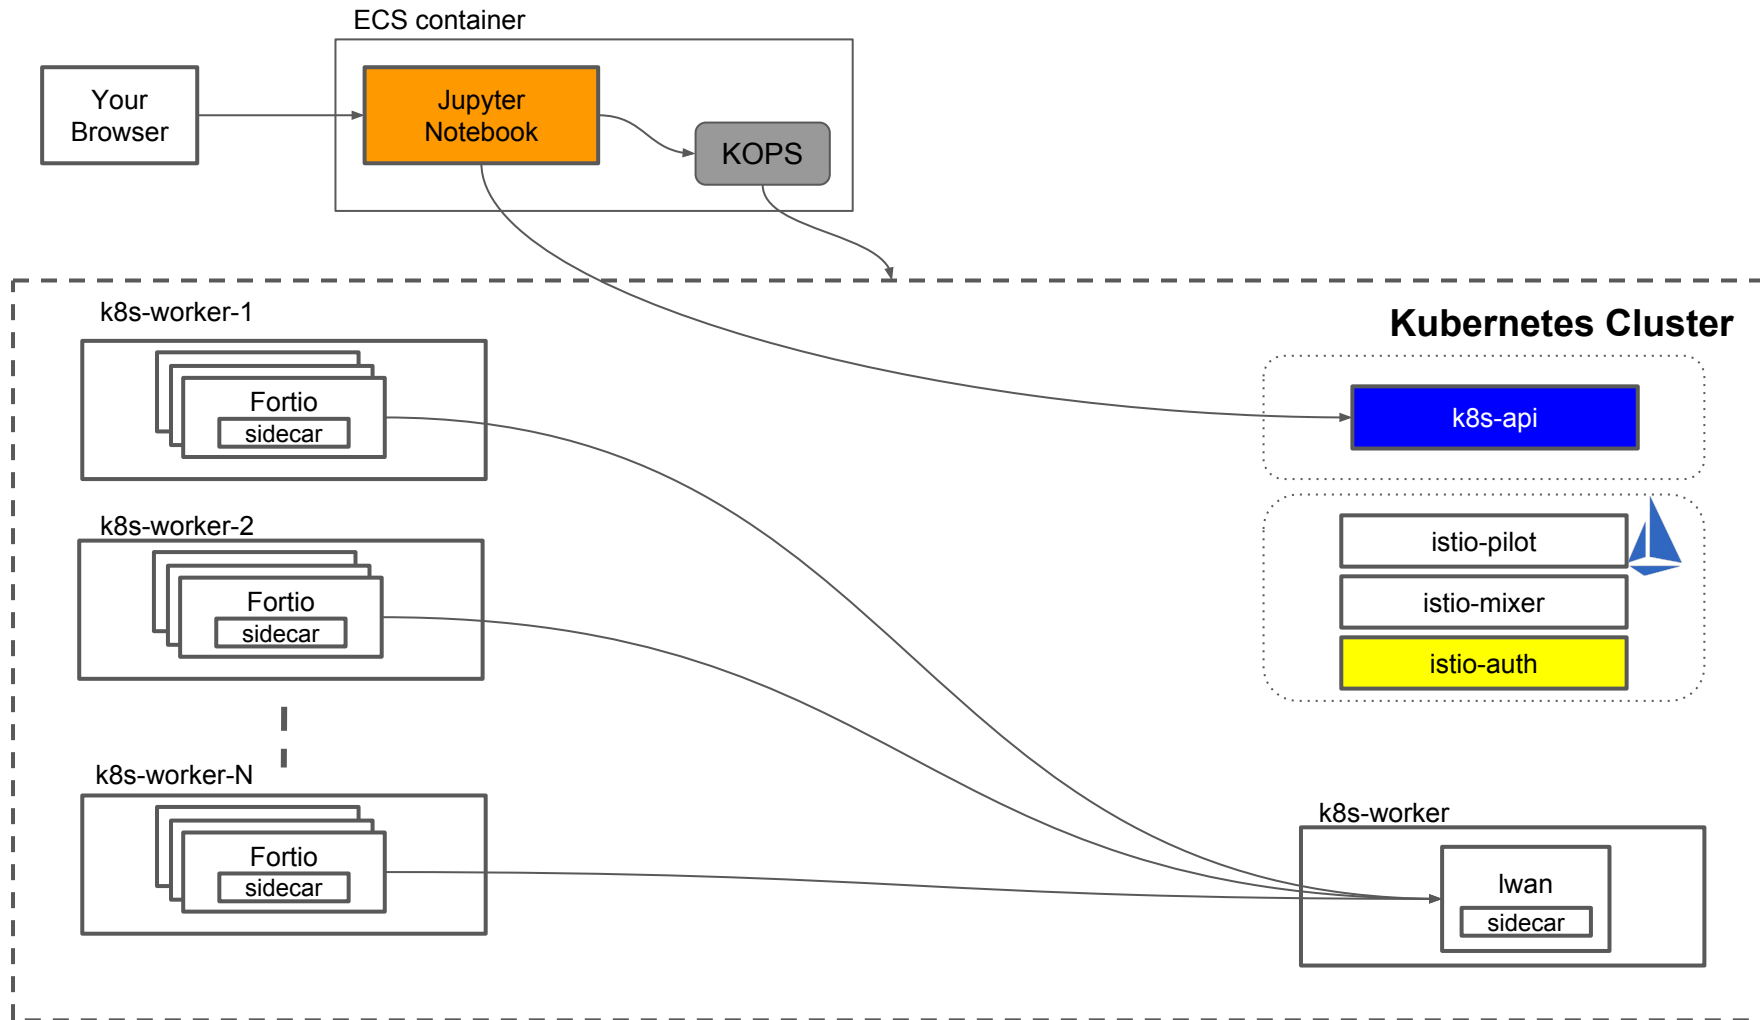 ECS container
Your
Browser
Jupyter
Notebook
KOPS
Kubernetes Cluster
k8s-worker-1
Fortio
sidecar
k8s-api
k8s-worker-2
Fortio
sidecar
istio-pilot
istio-mixer
istio-auth
k8s-worker-N
Fortio
sidecar
k8s-worker
lwan
sidecar